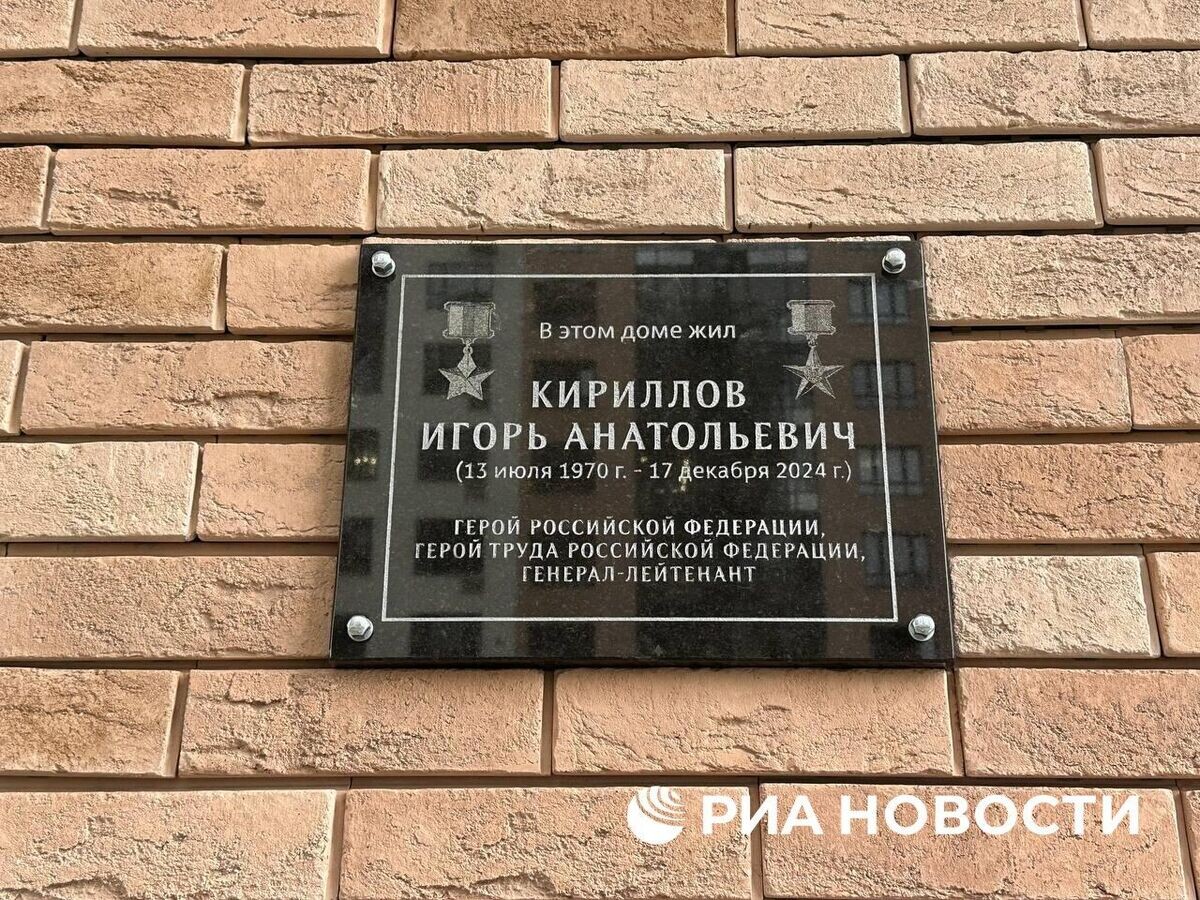 В этом доме жил
КИРИЛЛОВ
ИГОРЬ АНАТОЛЬЕВИЧ
(13 июля 1970 г. - 17 декабря 2024 г.)
ГЕРОЙ РОССИЙСКОЙ ФЕДЕРАЦИИ,
ГЕРОЙ ТРУДА РОССИЙСКОЙ ФЕДЕРАЦИИ,
ГЕНЕРАЛ-ЛЕЙТЕНАНТ
РИА НОВОСТИ